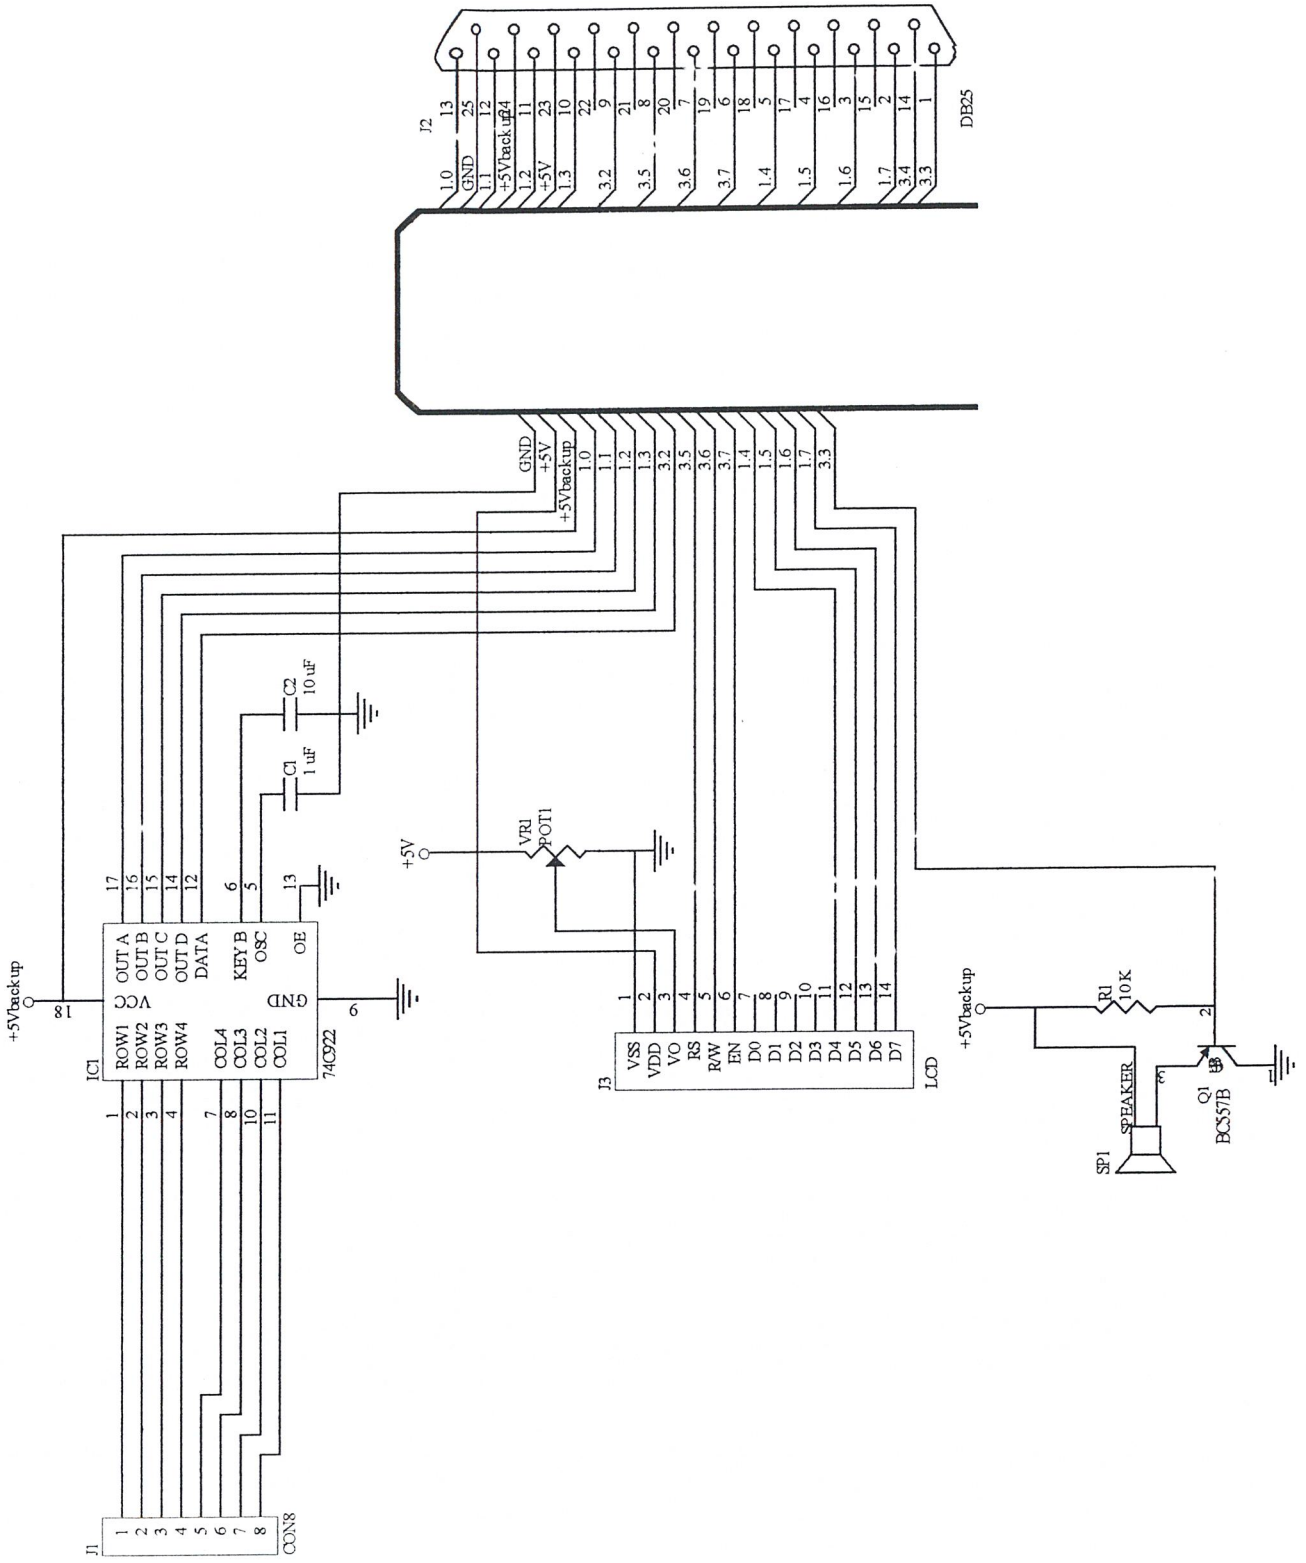 J1
1
2
3
4
5
6
7
8
CON8
1
2
3
4
7
8
10
11
IC1
ROW1
ROW2
ROW3
ROW4
COL4
COL3
COL2
COL1
74C922
+5Vbackup
18
VCC
GND
9
OUT A
OUT B
OUT C
OUT D
DATA
KEY B
OSC
OE
17
16
15
14
12
6
5
13
C1
1 uF
C2
10 uF
+5V
VR1
POT1
J3
VSS
VDD
VO
RS
R/W
EN
D0
D1
D2
D3
D4
D5
D6
D7
LCD
1
2
3
4
5
6
7
8
9
10
11
12
13
14
SP1
SPEAKER
+5Vbackup
R1
10K
2
3
1
Q1
BC557B
GND
+5V
+5Vbackup
1.0
1.1
1.2
1.3
3.2
3.5
3.6
3.7
1.4
1.5
1.6
1.7
3.3
1.0
GND
1.1
+5Vbackup
1.2
+5V
1.3
3.2
3.5
3.6
3.7
1.4
1.5
1.6
1.7
3.4
3.3
J2
13
25
12
24
11
23
10
22
9
21
8
20
7
19
6
18
5
17
4
16
3
15
2
14
1
DB25